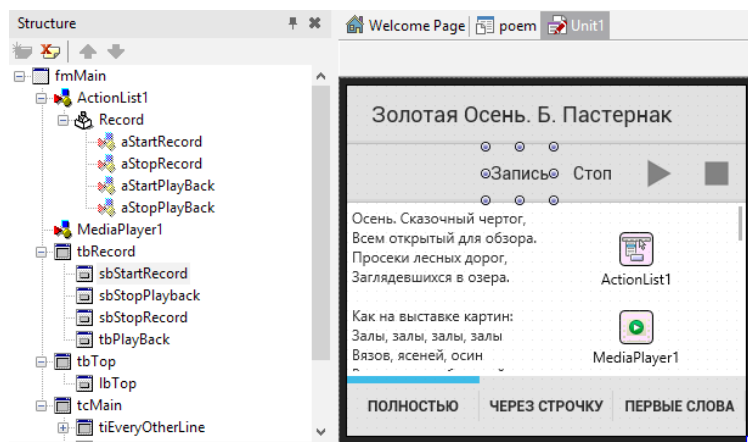 Structure
fmMain
ActionList1
Record
aStartRecord
aStopRecord
aStartPlayBack
aStopPlayBack
MediaPlayer1
tbRecord
sbStartRecord
sbStopPlayback
sbStopRecord
tbPlayBack
tbTop
lbTop
tcMain
tiEveryOtherLine
Welcome Page poem Unit1
Золотая Осень. Б. Пастернак
Запись Стоп
Осень. Сказочный чертог,
Всем открытый для обзора.
Просеки лесных дорог,
Заглядевшихся в озера.
ActionList1
Как на выставке картин:
Залы, залы, залы, залы
Вязов, ясеней, осин
MediaPlayer1
ПОЛНОСТЬЮ ЧЕРЕЗ СТРОЧКУ ПЕРВЫЕ СЛОВА